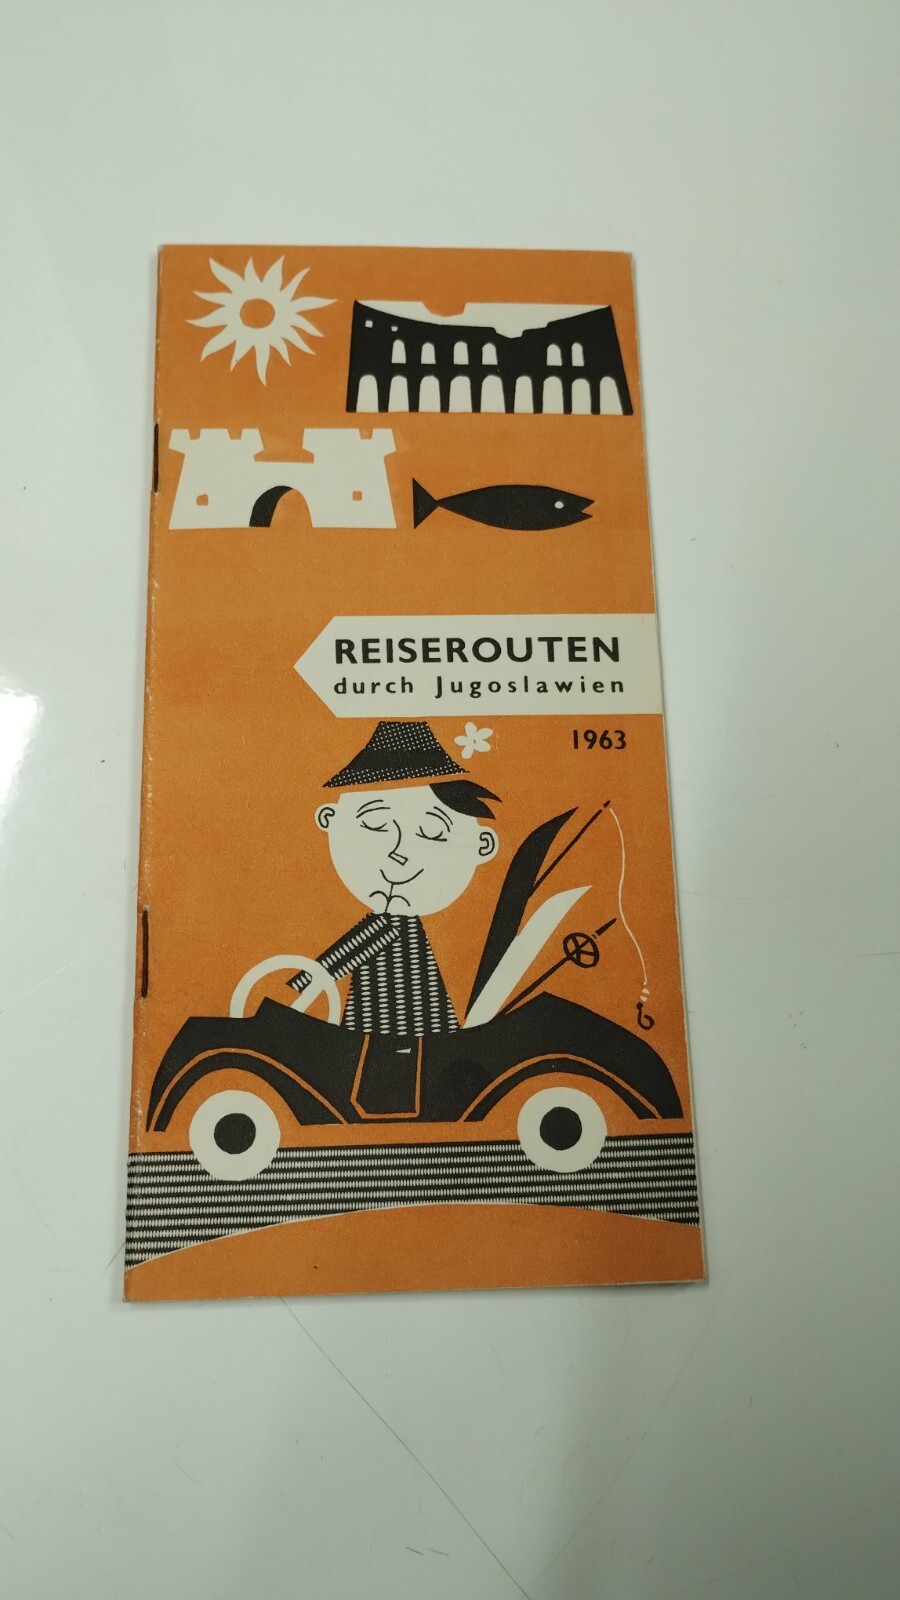 REISEROUTEN
durch Jugoslawien
1963